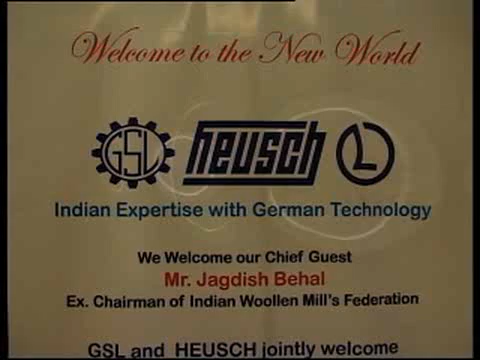 Welcome to the New World
GSL heusch L
Indian Expertise with German Technology
We Welcome our Chief Guest
Mr. Jagdish Behal
Ex. Chairman of Indian Woollen Mill's Federation
GSL and HEUSCH jointly welcome